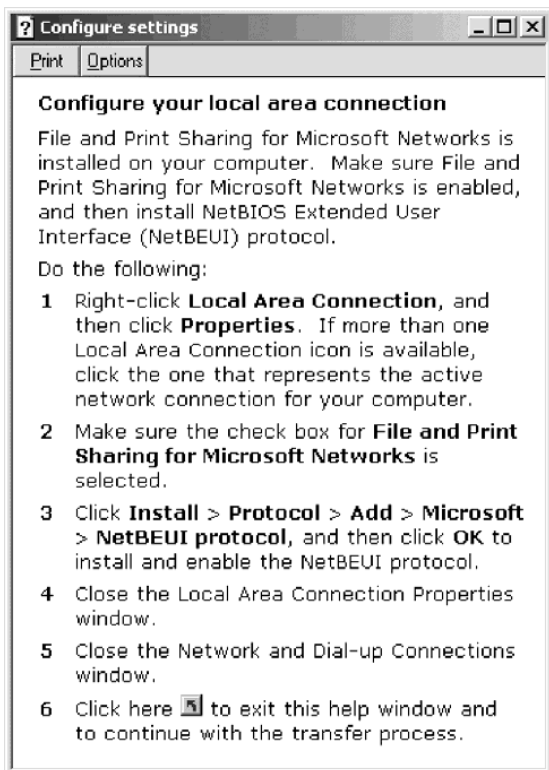 ? Configure settings
Print Options
Configure your local area connection
File and Print Sharing for Microsoft Networks is
installed on your computer. Make sure File and
Print Sharing for Microsoft Networks is enabled,
and then install NetBIOS Extended User
Interface (NetBEUI) protocol.
Do the following:
1 Right-click Local Area Connection, and
then click Properties. If more than one
Local Area Connection icon is available,
click the one that represents the active
network connection for your computer.
2 Make sure the check box for File and Print
Sharing for Microsoft Networks is
selected.
3 Click Install > Protocol > Add > Microsoft
> NetBEUI protocol, and then click OK to
install and enable the NetBEUI protocol.
4 Close the Local Area Connection Properties
window.
5 Close the Network and Dial-up Connections
window.
6 Click here to exit this help window and
to continue with the transfer process.